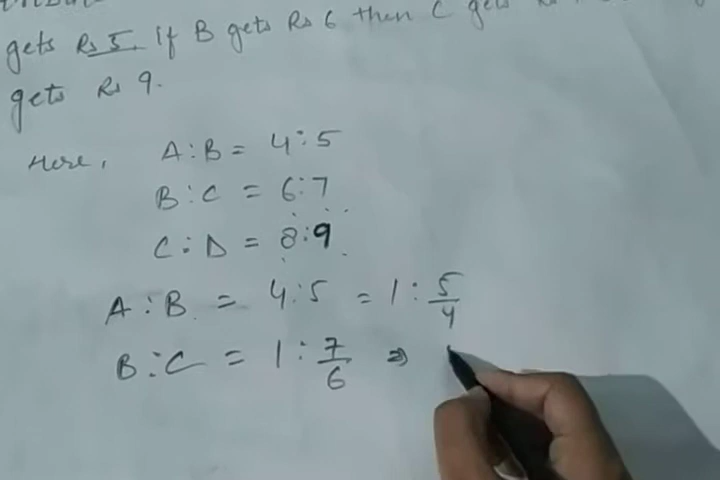 gets Rs 5. If B gets Rs 6 then C gets
gets Rs 9.
Here, A:B = 4:5
B:C = 6:7
C:D = 8:9
A:B = 4:5 = 1:5/4
B:C = 1:7/6 ⇒